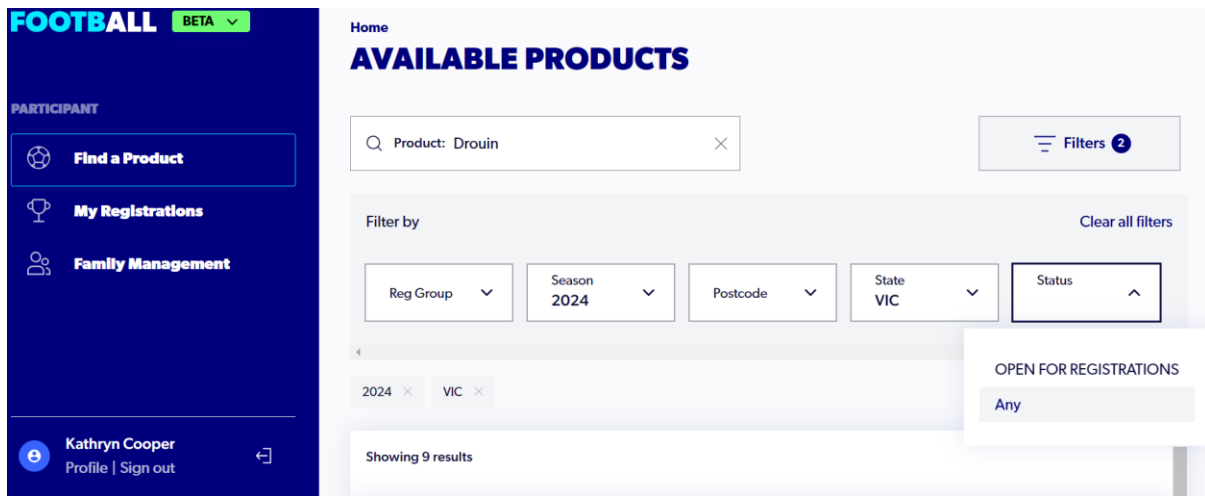 FOOTBALL BETA
PARTICIPANT
Find a Product
My Registrations
Family Management
Kathryn Cooper
Profile | Sign out
Home
AVAILABLE PRODUCTS
Product: Drouin
Filters 2
Filter by
Clear all filters
Reg Group
Season
2024
Postcode
State
VIC
Status
OPEN FOR REGISTRATIONS
Any
2024 VIC
Showing 9 results